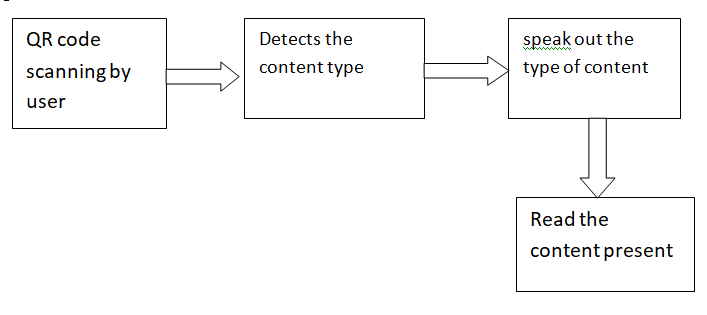 QR code
scanning by
user
Detects the
content type
speak out the
type of content
Read the
content present